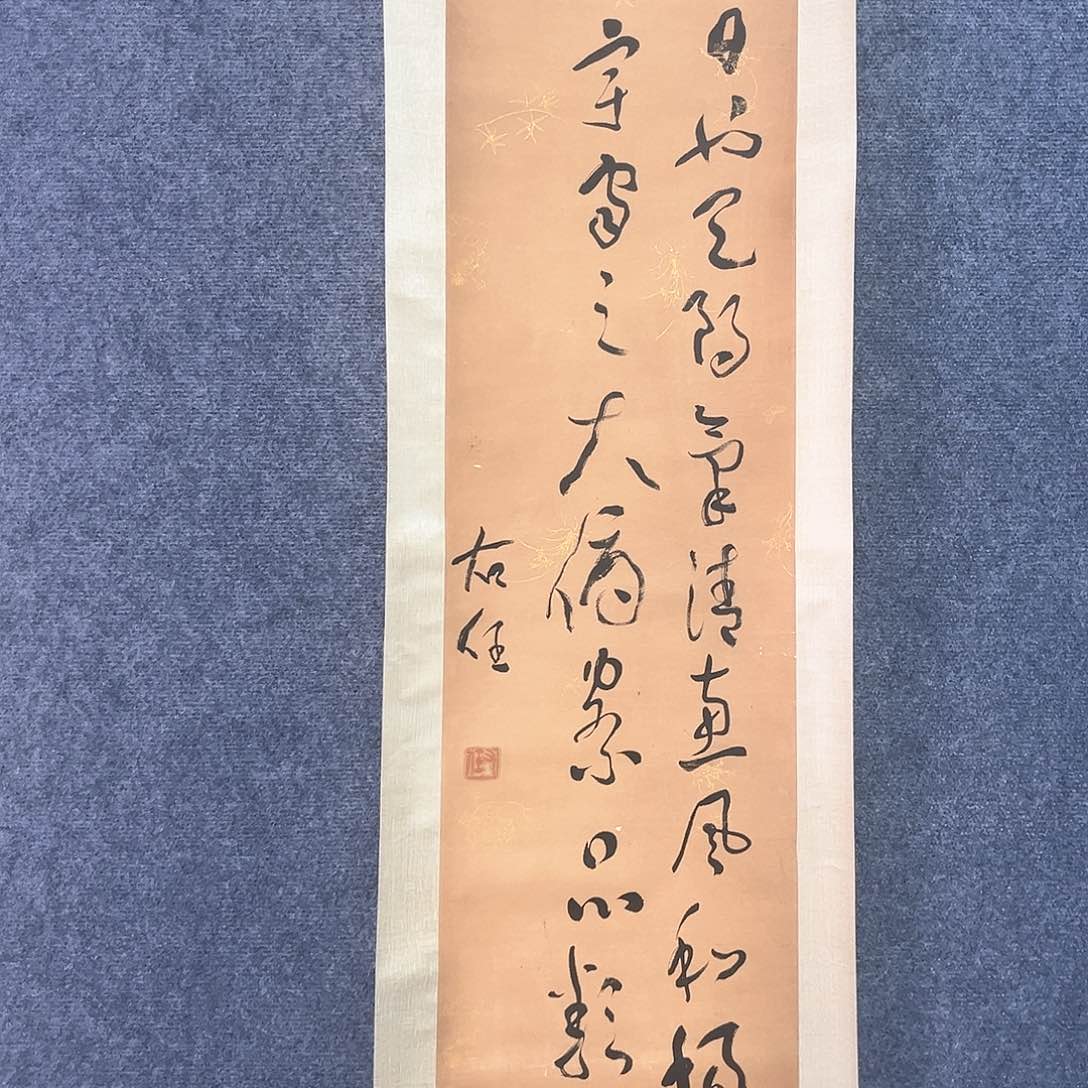 日也天朗氣清惠風和暢
宇宙之大俯察品類
右任